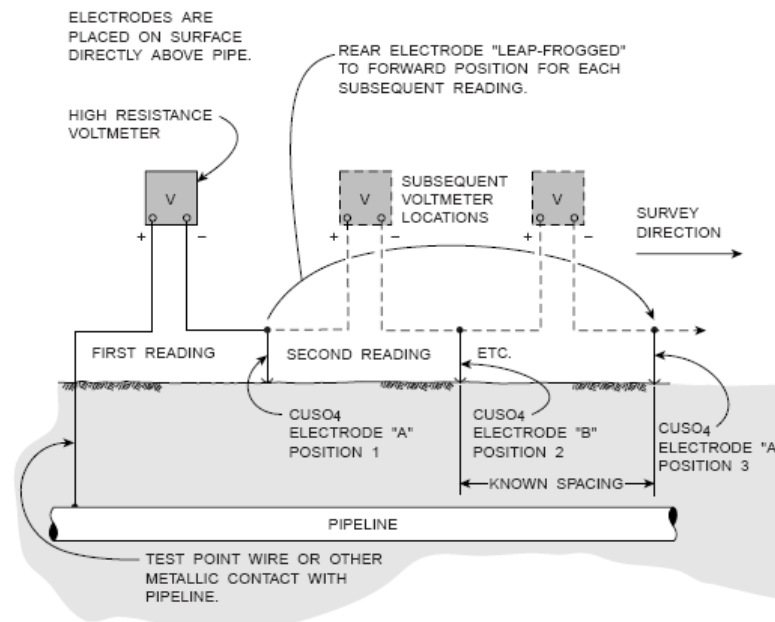 ELECTRODES ARE
PLACED ON SURFACE
DIRECTLY ABOVE PIPE.
REAR ELECTRODE "LEAP-FROGGED"
TO FORWARD POSITION FOR EACH
SUBSEQUENT READING.
HIGH RESISTANCE
VOLTMETER
V
+ −
V
+ −
SUBSEQUENT
VOLTMETER
LOCATIONS
V
+ −
SURVEY
DIRECTION
FIRST READING
SECOND READING
ETC.
CUSO4
ELECTRODE "A"
POSITION 1
CUSO4
ELECTRODE "B"
POSITION 2
CUSO4
ELECTRODE "A
POSITION 3
KNOWN SPACING
PIPELINE
TEST POINT WIRE OR OTHER
METALLIC CONTACT WITH
PIPELINE.